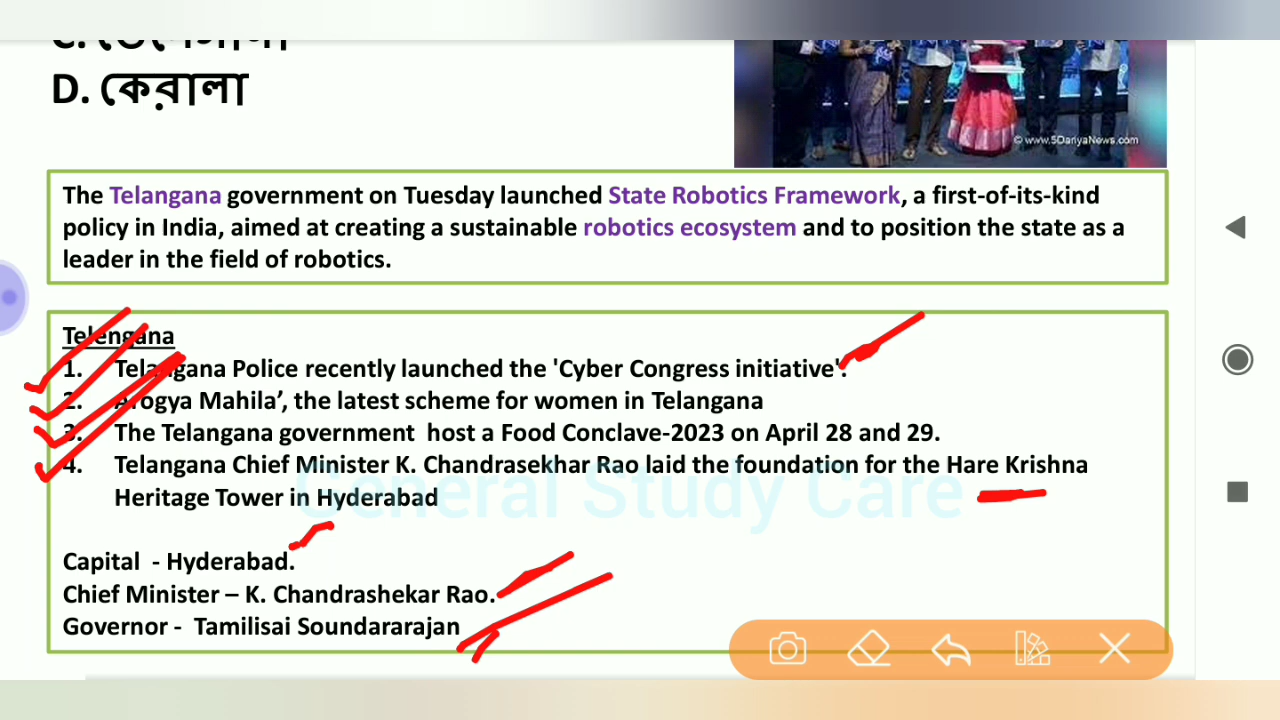 D. কেরালা
© www.5DariyaNews.com
The Telangana government on Tuesday launched State Robotics Framework, a first-of-its-kind
policy in India, aimed at creating a sustainable robotics ecosystem and to position the state as a
leader in the field of robotics.
Telengana
1. Telangana Police recently launched the 'Cyber Congress initiative'.
2. Arogya Mahila’, the latest scheme for women in Telangana
3. The Telangana government host a Food Conclave-2023 on April 28 and 29.
4. Telangana Chief Minister K. Chandrasekhar Rao laid the foundation for the Hare Krishna
Heritage Tower in Hyderabad
General Study Care
Capital - Hyderabad.
Chief Minister – K. Chandrashekar Rao.
Governor - Tamilisai Soundararajan